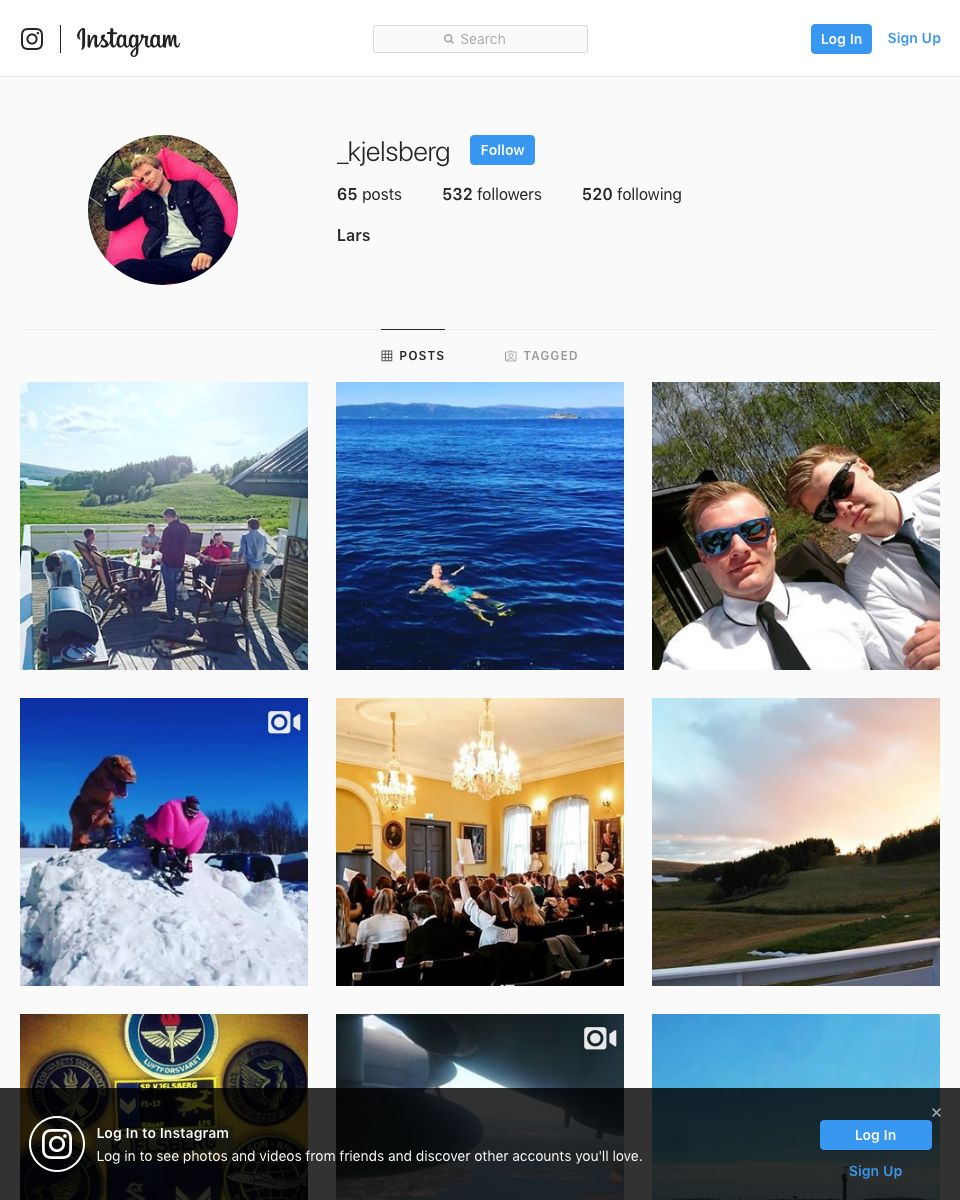 Instagram
Search
Log In
Sign Up
_kjelsberg
Follow
65 posts
532 followers
520 following
Lars
POSTS
TAGGED
LUFTFORSVARET
SP KJELSBERG
F1-17
Log In to Instagram
Log in to see photos and videos from friends and discover other accounts you'll love.
Log In
Sign Up